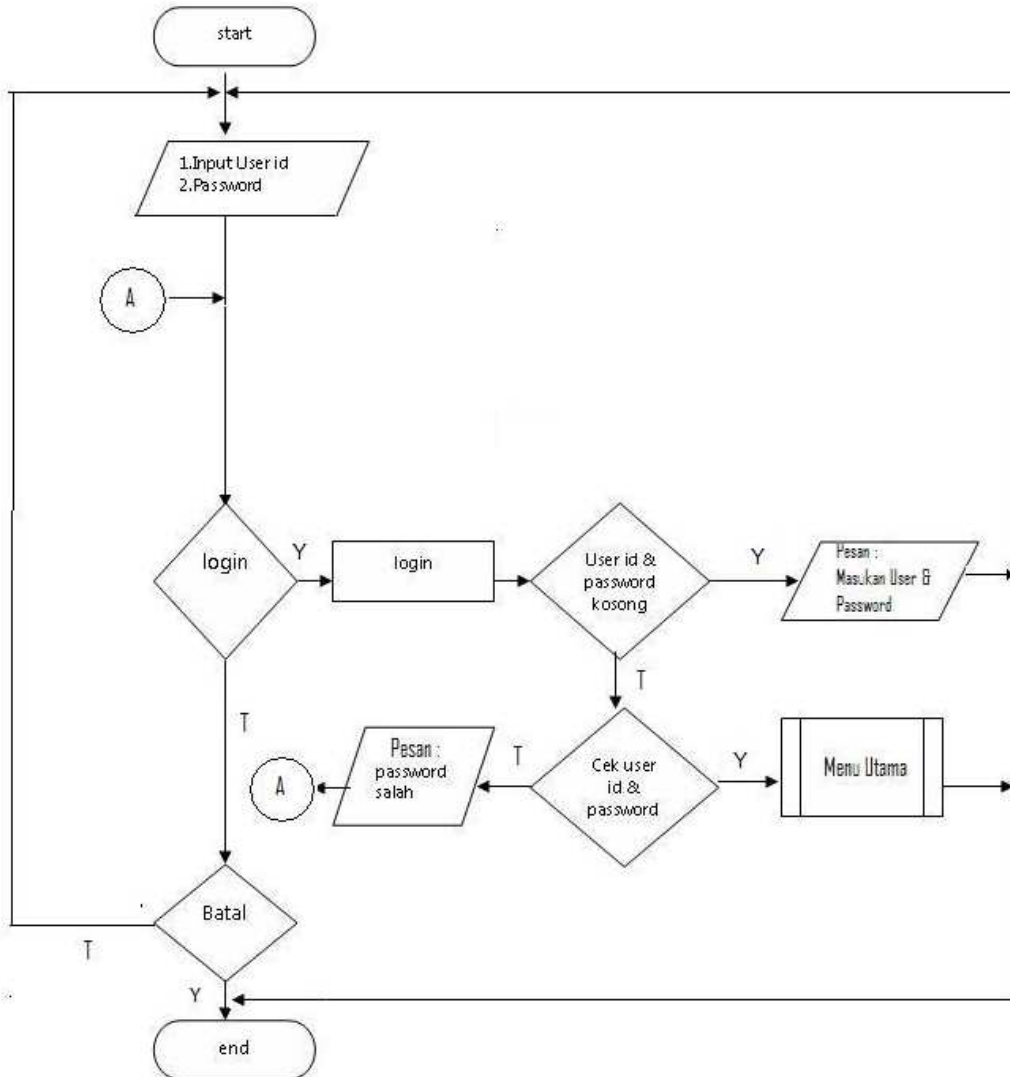 start
1.Input User id
2.Password
A
login
Y
login
User id &
password
kosong
Y
Pesan :
Masukan User &
Password
T
T
Pesan :
password
salah
A
T
Cek user
id &
password
Y
Menu Utama
Batal
T
Y
end